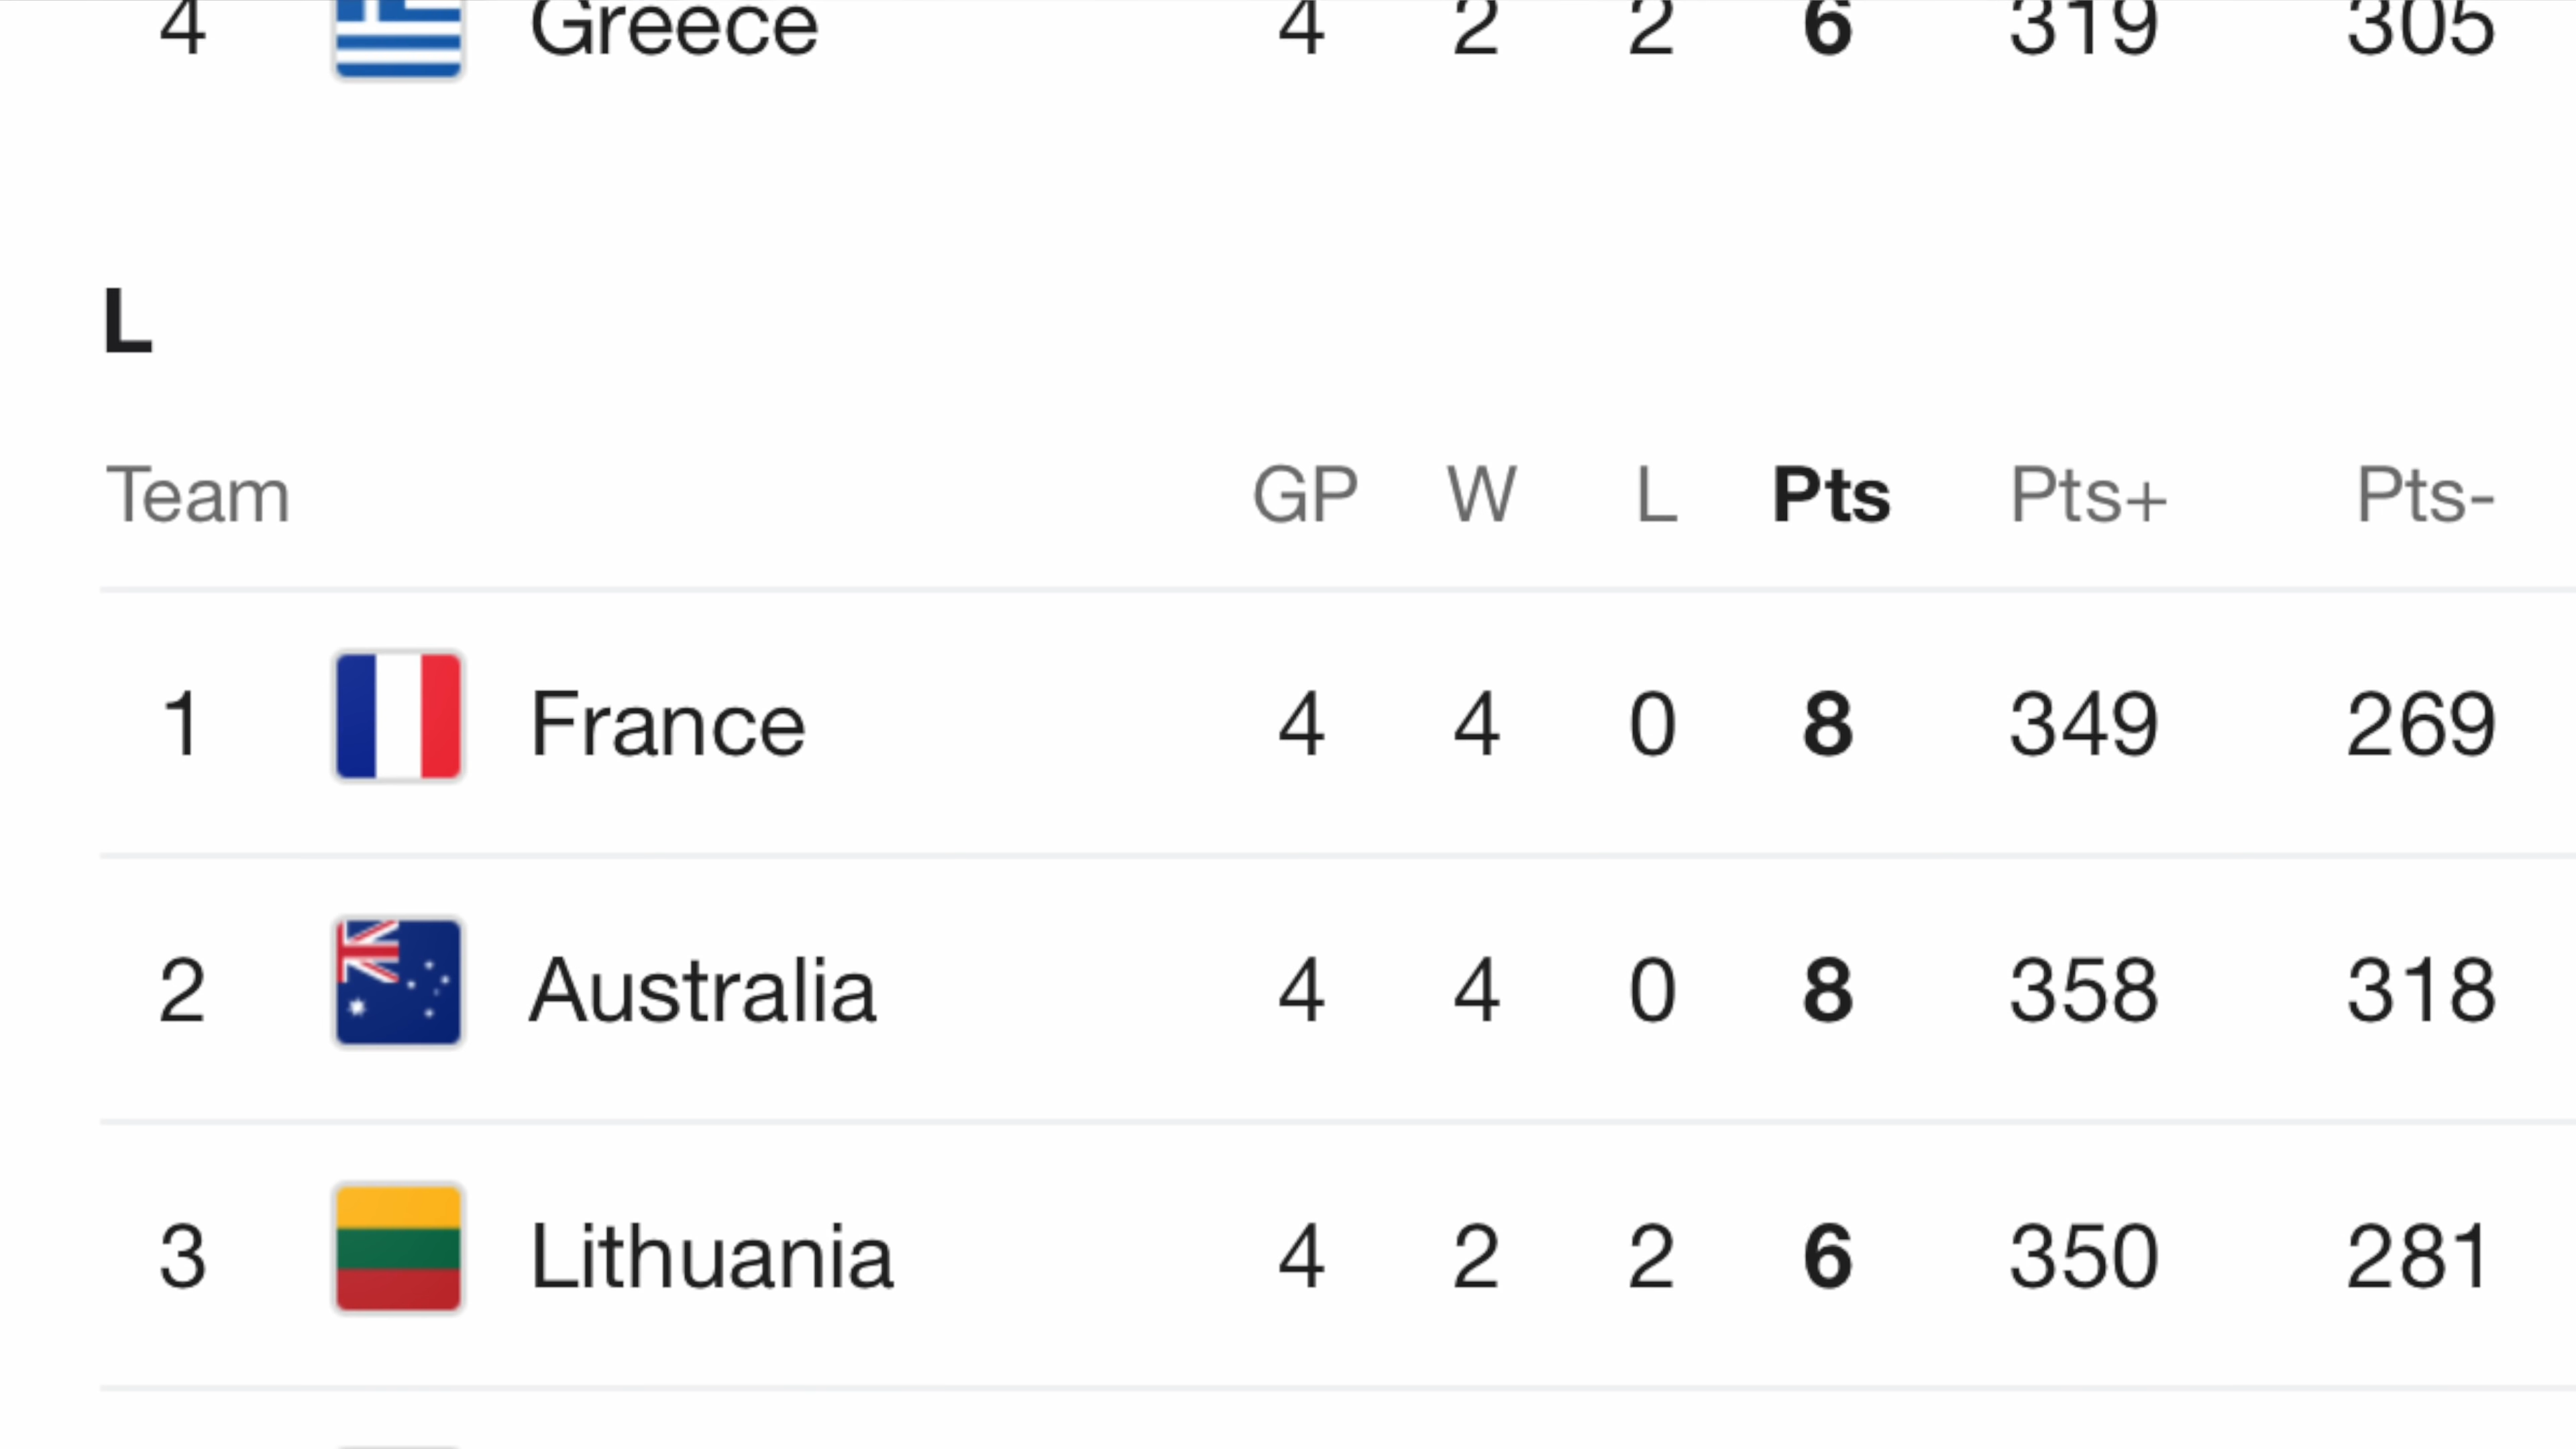 4 Greece 4 2 2 6 319 305
L
Team GP W L Pts Pts+ Pts-
1 France 4 4 0 8 349 269
2 Australia 4 4 0 8 358 318
3 Lithuania 4 2 2 6 350 281